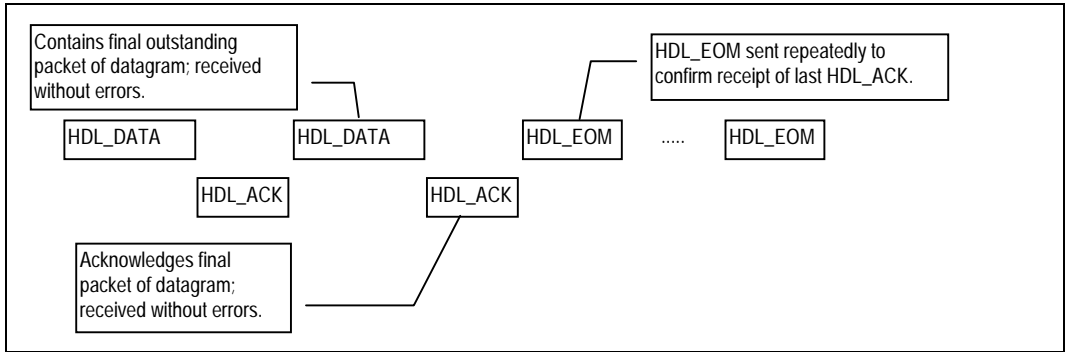 Contains final outstanding
packet of datagram; received
without errors.
HDL_EOM sent repeatedly to
confirm receipt of last HDL_ACK.
HDL_DATA
HDL_DATA
HDL_EOM
.....
HDL_EOM
HDL_ACK
HDL_ACK
Acknowledges final
packet of datagram;
received without errors.